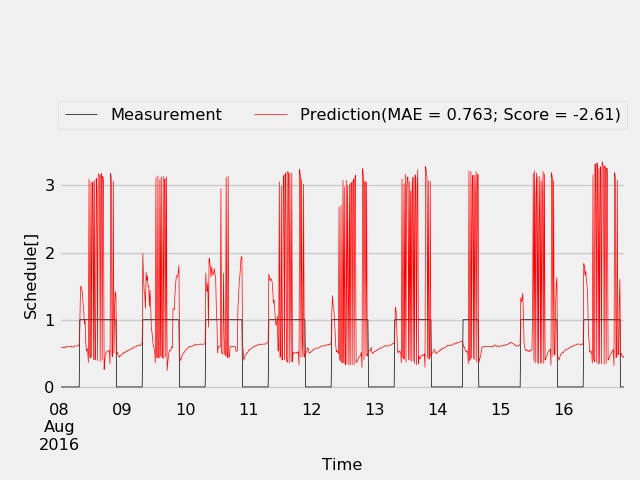 Measurement
Prediction(MAE = 0.763; Score = -2.61)
Schedule[]
3
2
1
0
08 09 10 11 12 13 14 15 16
Aug
2016
Time